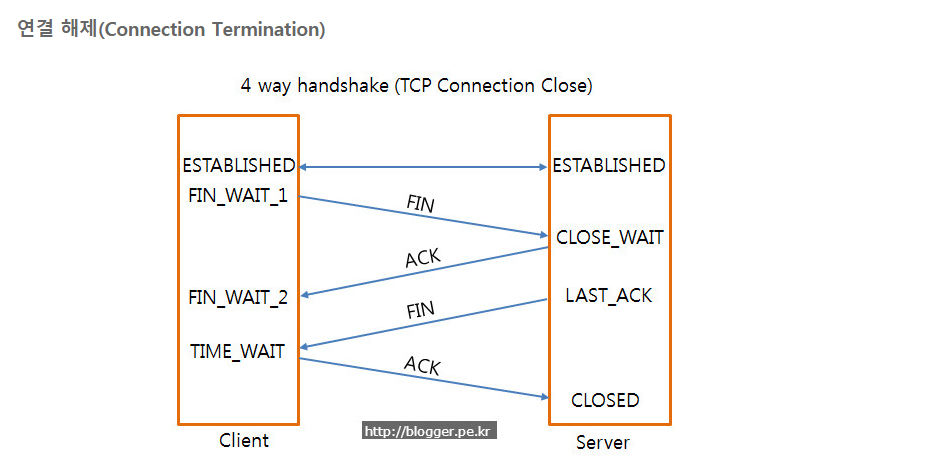 연결 해제(Connection Termination)
4 way handshake (TCP Connection Close)
ESTABLISHED ESTABLISHED
FIN_WAIT_1
FIN
CLOSE_WAIT
ACK
FIN_WAIT_2 LAST_ACK
FIN
TIME_WAIT
ACK
CLOSED
http://blogger.pe.kr
Client Server